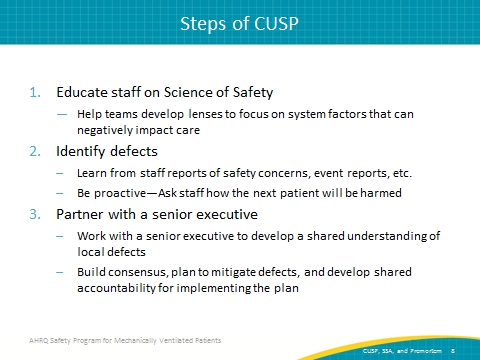 Steps of CUSP
1. Educate staff on Science of Safety
— Help teams develop lenses to focus on system factors that can
negatively impact care
2. Identify defects
– Learn from staff reports of safety concerns, event reports, etc.
– Be proactive—Ask staff how the next patient will be harmed
3. Partner with a senior executive
– Work with a senior executive to develop a shared understanding of
local defects
– Build consensus, plan to mitigate defects, and develop shared
accountability for implementing the plan
AHRQ Safety Program for Mechanically Ventilated Patients
CUSP, SSA, and Premortem 8